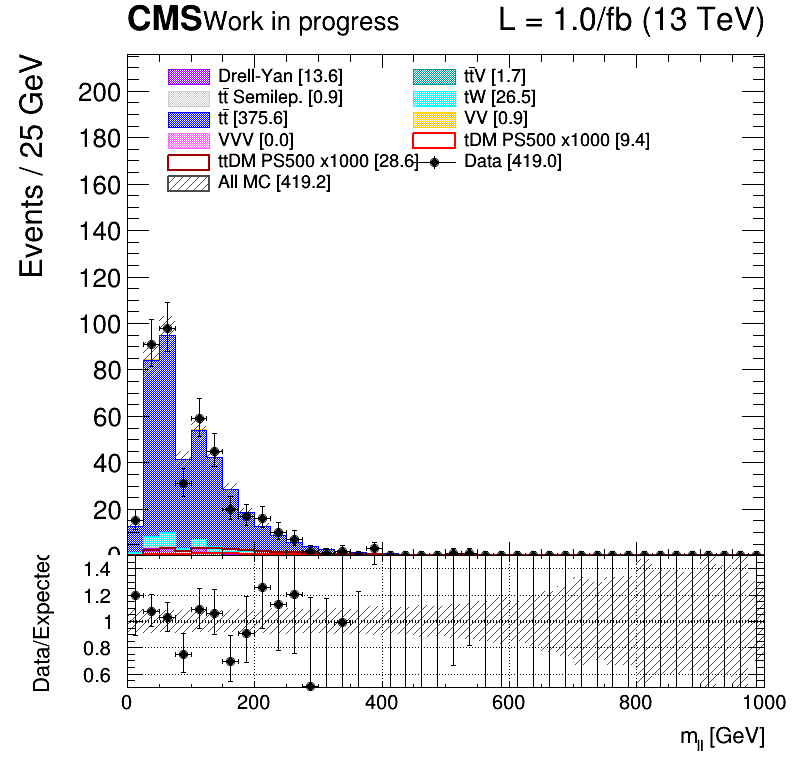 CMS Work in progress L = 1.0/fb (13 TeV)
Events / 25 GeV
Drell-Yan [13.6] tt̄V [1.7]
tt̄ Semilep. [0.9] tW [26.5]
tt̄ [375.6] VV [0.9]
VVV [0.0] tDM PS500 x1000 [9.4]
ttDM PS500 x1000 [28.6] Data [419.0]
All MC [419.2]
200
180
160
140
120
100
80
60
40
20
0
Data/Expected
1.4
1.2
1
0.8
0.6
0 200 400 600 800 1000
m_ll [GeV]